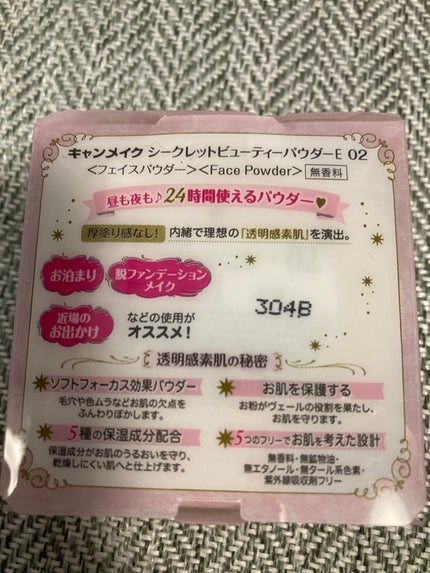 キャンメイク シークレットビューティーパウダーE 02
<フェイスパウダー><Face Powder> 無香料
昼も夜も♪24時間使えるパウダー♥
厚塗り感なし! 内緒で理想の『透明感素肌』を演出。
お泊まり
脱ファンデーション
メイク
近場の
お出かけ
などの使用が
オススメ!
304B
透明感素肌の秘密
ソフトフォーカス効果パウダー
毛穴や色ムラなどお肌の欠点を
ふんわりぼかします。
お肌を保護する
お粉がヴェールの役割を果たし、
お肌を守ります。
5種の保湿成分配合
保湿成分がお肌のうるおいを守り、
乾燥しにくい肌へと仕上げます。
5つのフリーでお肌を考えた設計
無香料・無鉱物油・
無エタノール・無タール系色素・
紫外線吸収剤フリー